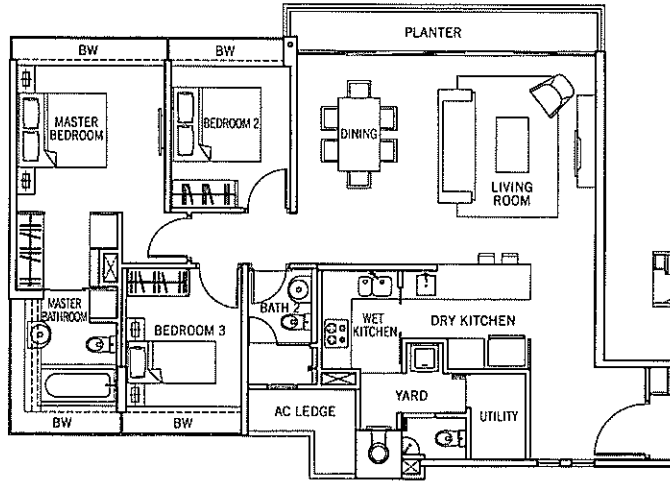 PLANTER
BW
BW
MASTER
BEDROOM
BEDROOM 2
DINING
LIVING
ROOM
MASTER
BATHROOM
BEDROOM 3
BATH 2
WET
KITCHEN
DRY KITCHEN
YARD
UTILITY
AC LEDGE
BW
BW